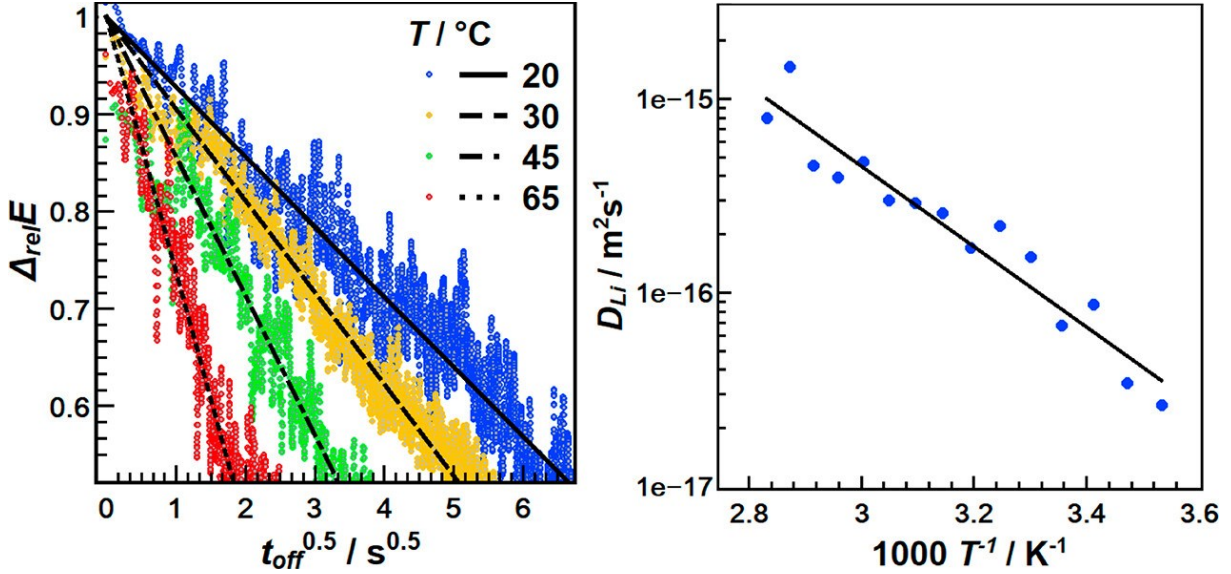 T / °C
20
30
45
65
1
0.9
0.8
0.7
0.6
Δ_relE
0 1 2 3 4 5 6
t_off^0.5 / s^0.5
1e−15
1e−16
1e−17
D_Li / m²s⁻¹
2.8 3 3.2 3.4 3.6
1000 T⁻¹ / K⁻¹